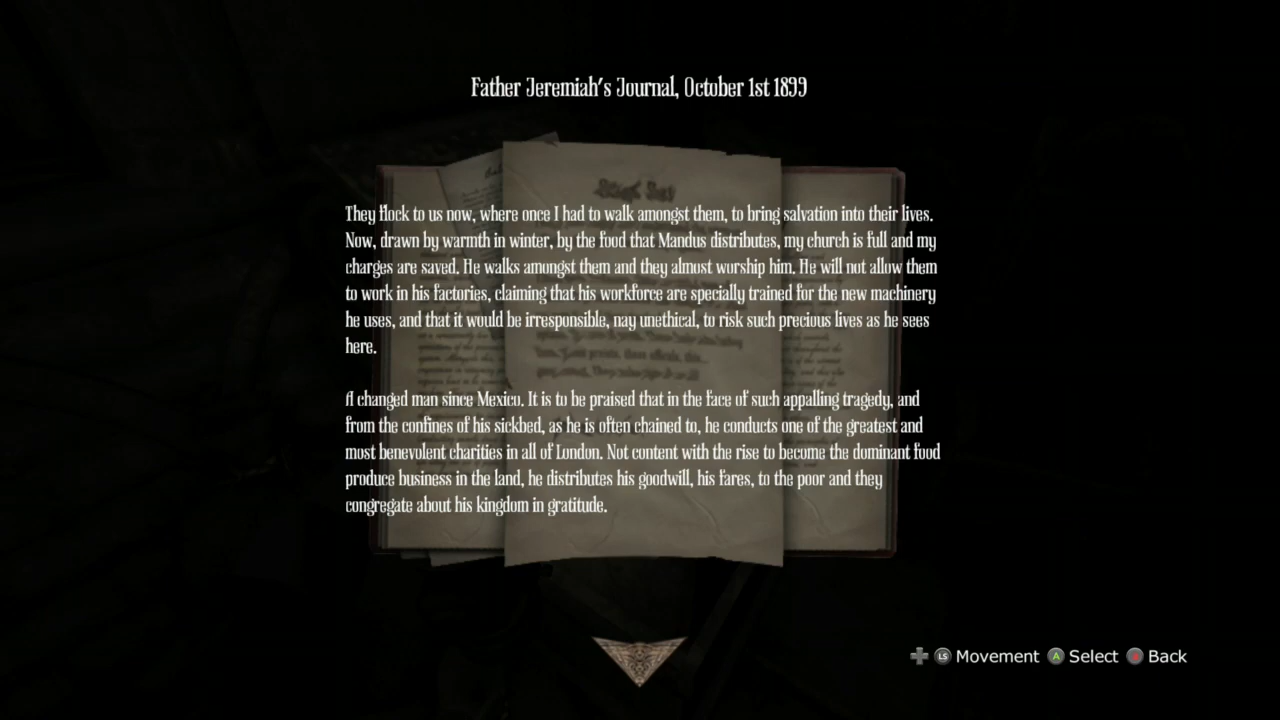 Father Jeremiah's Journal, October 1st 1899
They flock to us now, where once I had to walk amongst them, to bring salvation into their lives.
Now, drawn by warmth in winter, by the food that Mandus distributes, my church is full and my
charges are saved. He walks amongst them and they almost worship him. He will not allow them
to work in his factories, claiming that his workforce are specially trained for the new machinery
he uses, and that it would be irresponsible, nay unethical, to risk such precious lives as he sees
here.
A changed man since Mexico. It is to be praised that in the face of such appalling tragedy, and
from the confines of his sickbed, as he is often chained to, he conducts one of the greatest and
most benevolent charities in all of London. Not content with the rise to become the dominant food
produce business in the land, he distributes his goodwill, his fares, to the poor and they
congregate about his kingdom in gratitude.
LS Movement A Select Back